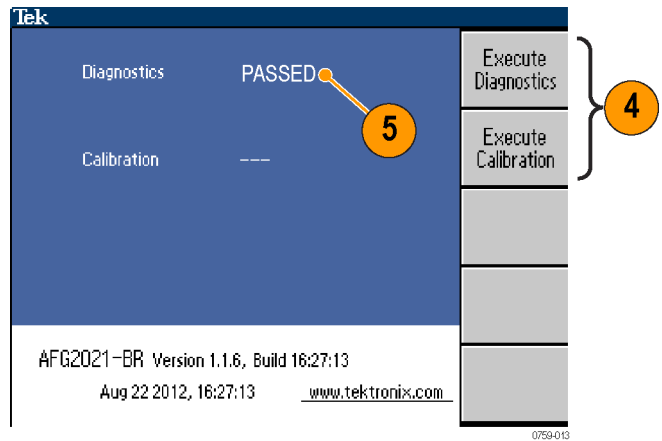 Tek
Diagnostics PASSED
5
Calibration ---
Execute
Diagnostics
Execute
Calibration
4
AFG2021-BR Version 1.1.6, Build 16:27:13
Aug 22 2012, 16:27:13 www.tektronix.com
0759-013